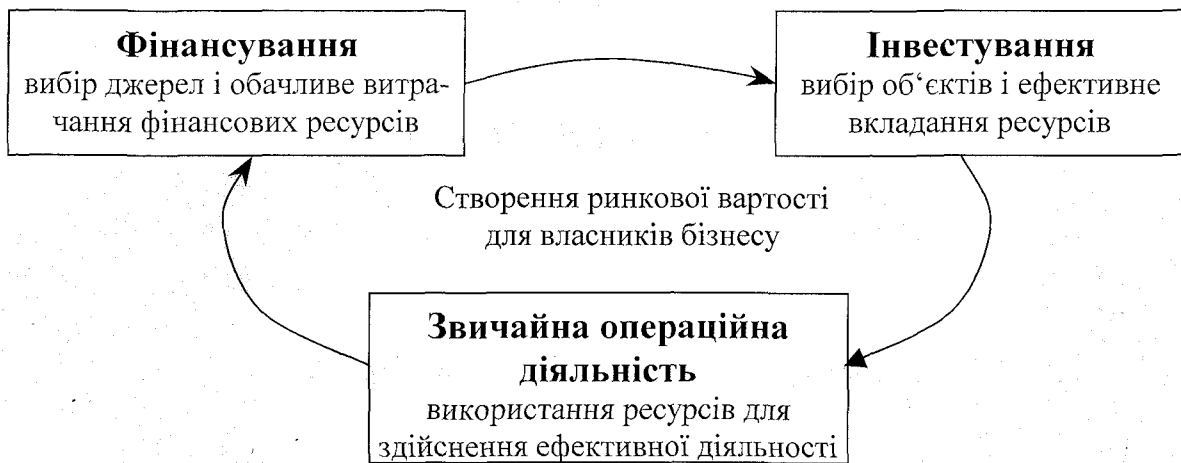 Фінансування
вибір джерел і обачливе витра-
чання фінансових ресурсів
Інвестування
вибір об‘єктів і ефективне
вкладання ресурсів
Створення ринкової вартості
для власників бізнесу
Звичайна операційна
діяльність
використання ресурсів для
здійснення ефективної діяльності